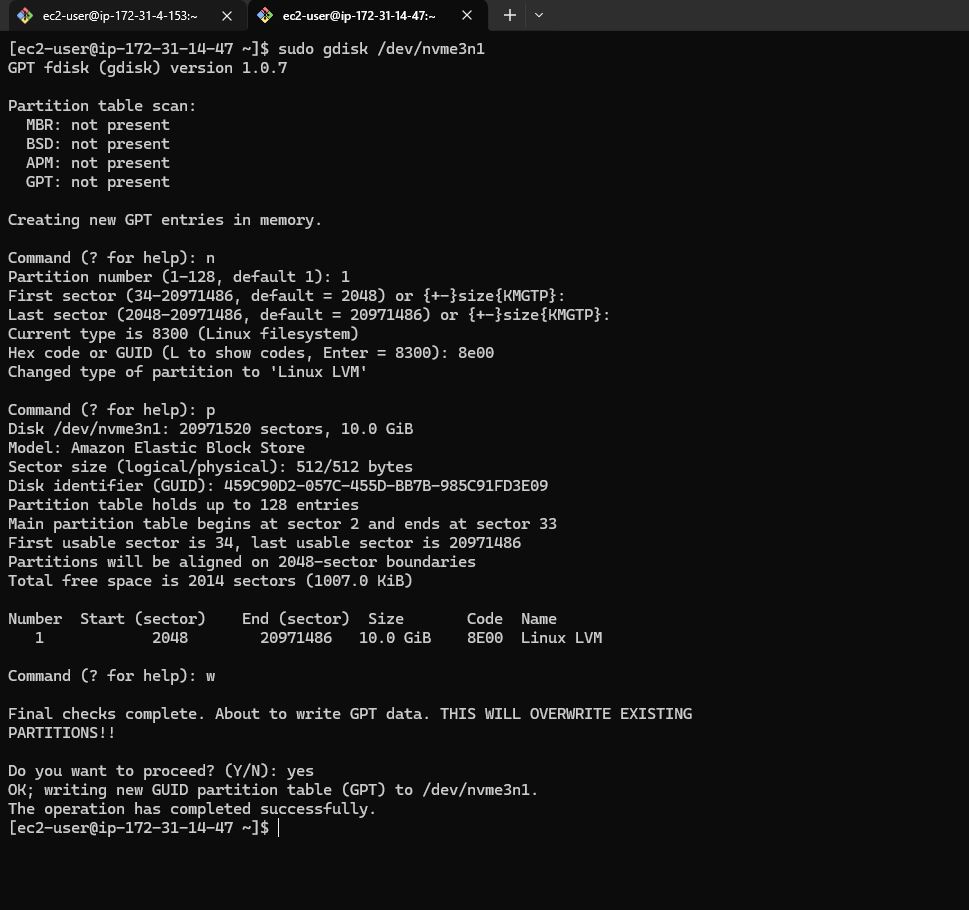 ec2-user@ip-172-31-4-153:~
ec2-user@ip-172-31-14-47:~
[ec2-user@ip-172-31-14-47 ~]$ sudo gdisk /dev/nvme3n1
GPT fdisk (gdisk) version 1.0.7
Partition table scan:
  MBR: not present
  BSD: not present
  APM: not present
  GPT: not present
Creating new GPT entries in memory.
Command (? for help): n
Partition number (1-128, default 1): 1
First sector (34-20971486, default = 2048) or {+-}size{KMGTP}:
Last sector (2048-20971486, default = 20971486) or {+-}size{KMGTP}:
Current type is 8300 (Linux filesystem)
Hex code or GUID (L to show codes, Enter = 8300): 8e00
Changed type of partition to 'Linux LVM'
Command (? for help): p
Disk /dev/nvme3n1: 20971520 sectors, 10.0 GiB
Model: Amazon Elastic Block Store
Sector size (logical/physical): 512/512 bytes
Disk identifier (GUID): 459C90D2-057C-455D-BB7B-985C91FD3E09
Partition table holds up to 128 entries
Main partition table begins at sector 2 and ends at sector 33
First usable sector is 34, last usable sector is 20971486
Partitions will be aligned on 2048-sector boundaries
Total free space is 2014 sectors (1007.0 KiB)
Number  Start (sector)    End (sector)  Size       Code  Name
   1            2048        20971486   10.0 GiB    8E00  Linux LVM
Command (? for help): w
Final checks complete. About to write GPT data. THIS WILL OVERWRITE EXISTING
PARTITIONS!!
Do you want to proceed? (Y/N): yes
OK; writing new GUID partition table (GPT) to /dev/nvme3n1.
The operation has completed successfully.
[ec2-user@ip-172-31-14-47 ~]$